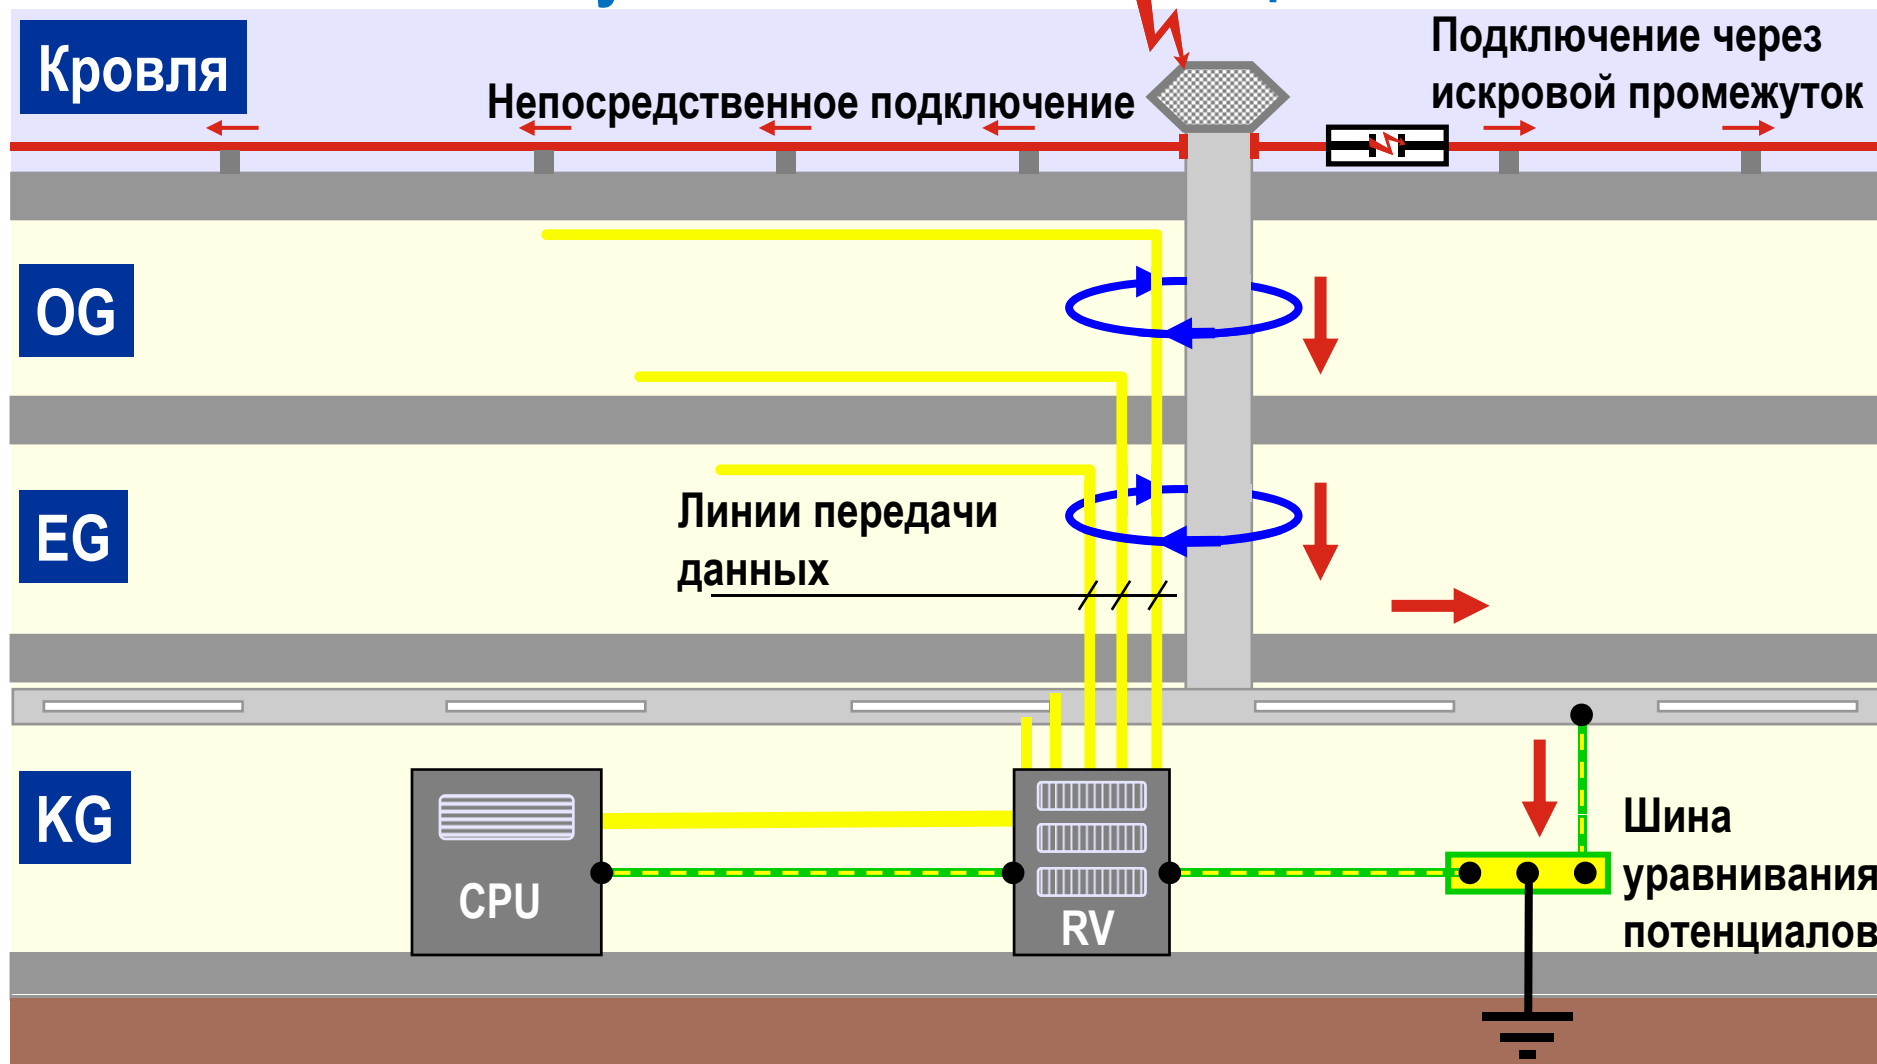 Кровля
Непосредственное подключение
Подключение через
искровой промежуток
OG
EG
Линии передачи
данных
KG
CPU
RV
Шина
уравнивания
потенциалов